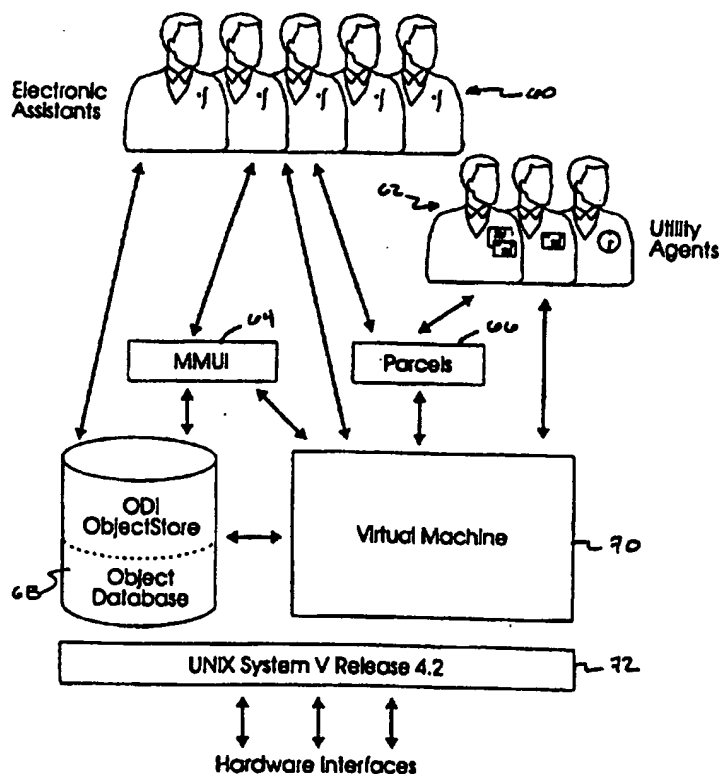 Electronic
Assistants
60
62
Utility
Agents
64
MMUI
66
Parcels
ODI
ObjectStore
Object
Database
68
Virtual Machine
70
UNIX System V Release 4.2
72
Hardware Interfaces